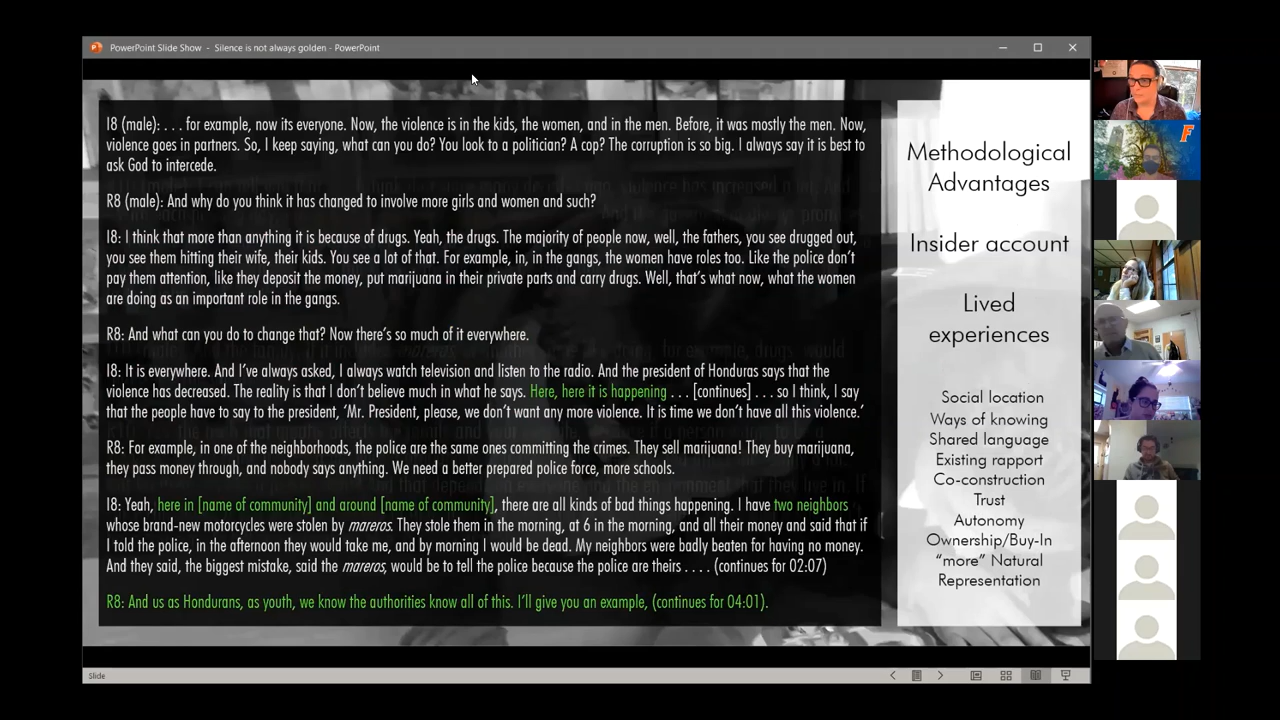 PowerPoint Slide Show - Silence is not always golden - PowerPoint
I8 (male): . . . for example, now its everyone. Now, the violence is in the kids, the women, and in the men. Before, it was mostly the men. Now,
violence goes in partners. So, I keep saying, what can you do? You look to a politician? A cop? The corruption is so big. I always say it is best to
ask God to intercede.
R8 (male): And why do you think it has changed to involve more girls and women and such?
I8: I think that more than anything it is because of drugs. Yeah, the drugs. The majority of people now, well, the fathers, you see drugged out,
you see them hitting their wife, their kids. You see a lot of that. For example, in, in the gangs, the women have roles too. Like the police don't
pay them attention, like they deposit the money, put marijuana in their private parts and carry drugs. Well, that's what now, what the women
are doing as an important role in the gangs.
R8: And what can you do to change that? Now there's so much of it everywhere.
I8: It is everywhere. And I've always asked, I always watch television and listen to the radio. And the president of Honduras says that the
violence has decreased. The reality is that I don't believe much in what he says. Here, here it is happening . . . [continues] . . . so I think, I say
that the people have to say to the president, 'Mr. President, please, we don't want any more violence. It is time we don't have all this violence.'
R8: For example, in one of the neighborhoods, the police are the same ones committing the crimes. They sell marijuana! They buy marijuana,
they pass money through, and nobody says anything. We need a better prepared police force, more schools.
I8: Yeah, here in [name of community] and around [name of community], there are all kinds of bad things happening. I have two neighbors
whose brand-new motorcycles were stolen by mareros. They stole them in the morning, at 6 in the morning, and all their money and said that if
I told the police, in the afternoon they would take me, and by morning I would be dead. My neighbors were badly beaten for having no money.
And they said, the biggest mistake, said the mareros, would be to tell the police because the police are theirs . . . . (continues for 02:07)
R8: And us as Hondurans, as youth, we know the authorities know all of this. I'll give you an example, (continues for 04:01).
Methodological
Advantages
Insider account
Lived
experiences
Social location
Ways of knowing
Shared language
Existing rapport
Co-construction
Trust
Autonomy
Ownership/Buy-In
"more" Natural
Representation
F
Slide